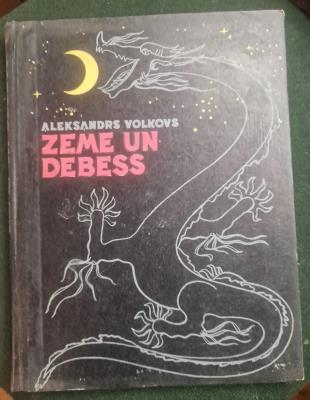 ALEKSANDRS VOLKOVS
ZEME UN
DEBESS